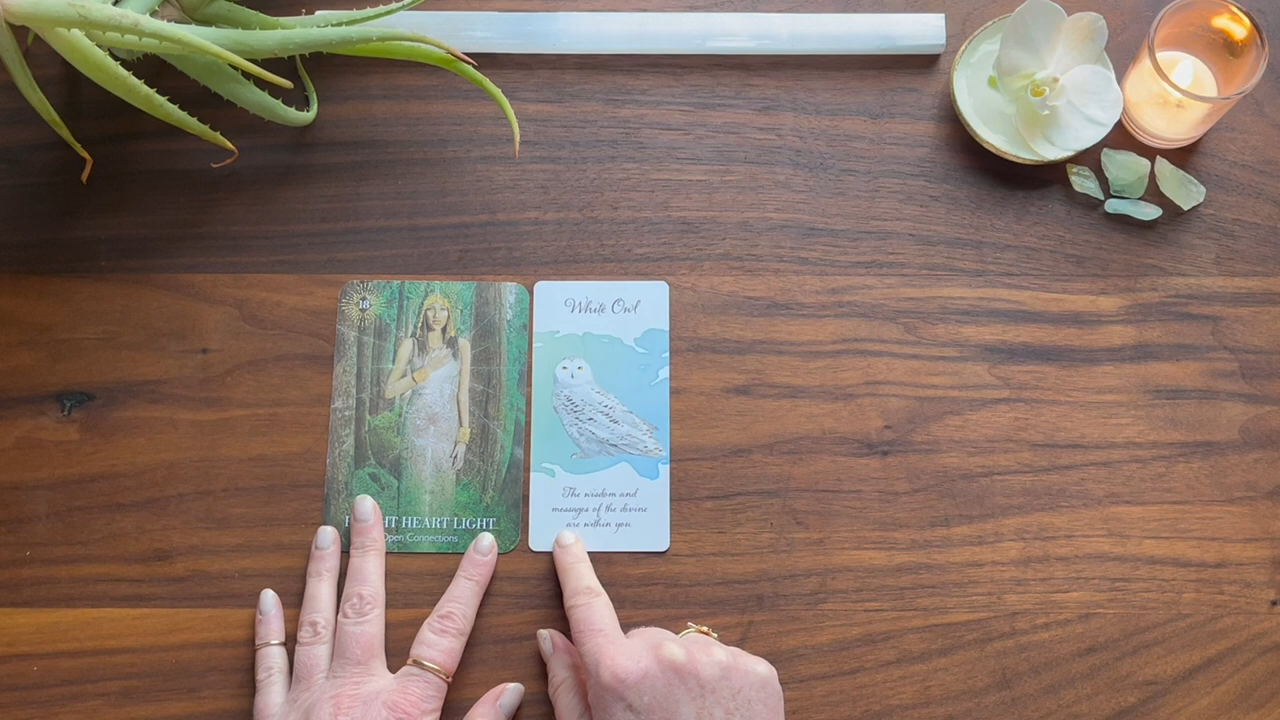 18
HEART LIGHT
Open Connections
White Owl
The wisdom and
messages of the divine
are within you